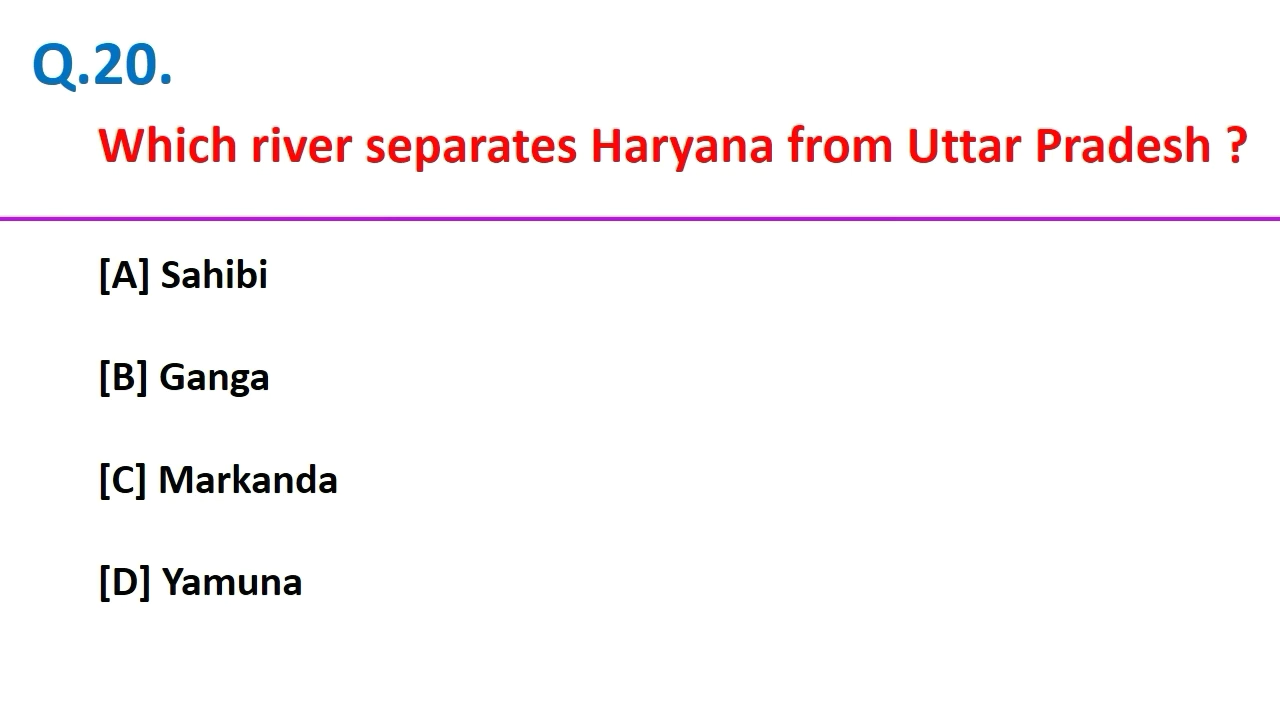 Q.20.
Which river separates Haryana from Uttar Pradesh ?
[A] Sahibi
[B] Ganga
[C] Markanda
[D] Yamuna